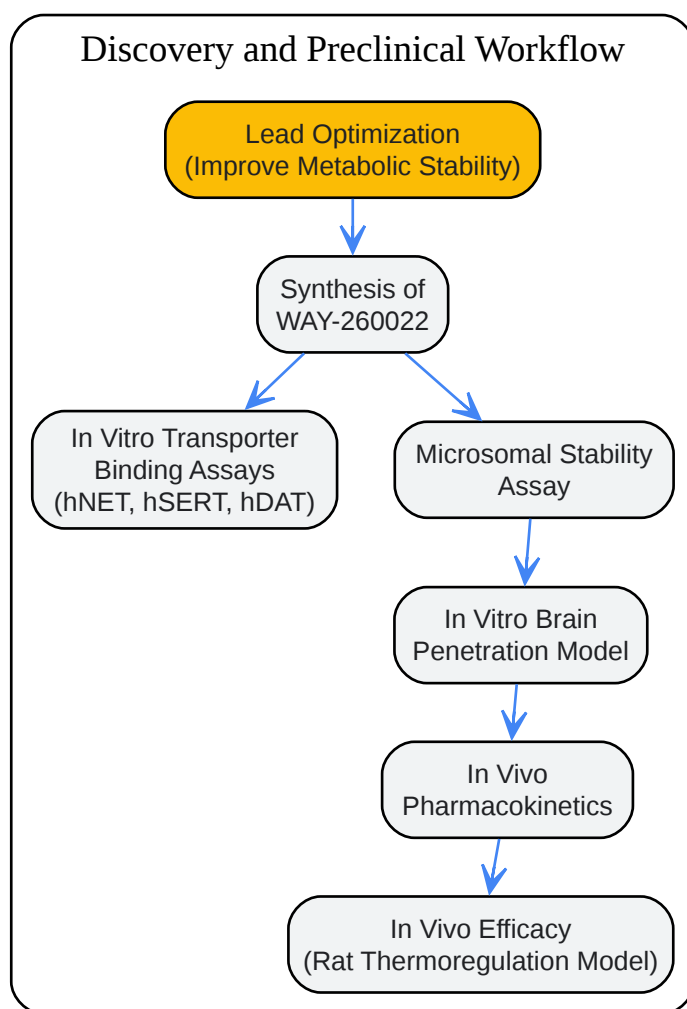 Discovery and Preclinical Workflow
Lead Optimization
(Improve Metabolic Stability)
Synthesis of
WAY-260022
In Vitro Transporter
Binding Assays
(hNET, hSERT, hDAT)
Microsomal Stability
Assay
In Vitro Brain
Penetration Model
In Vivo
Pharmacokinetics
In Vivo Efficacy
(Rat Thermoregulation Model)